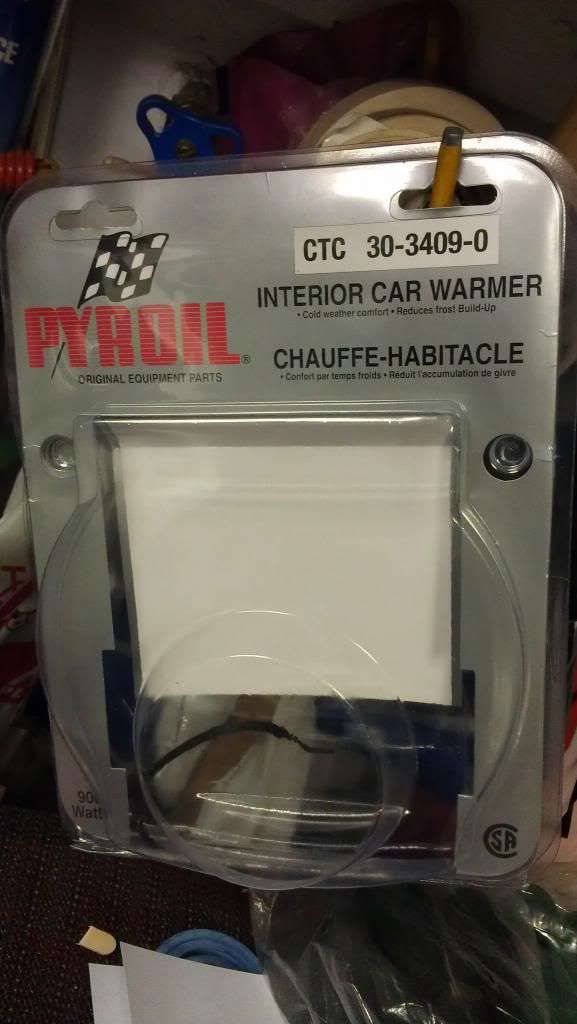 CTC 30-3409-0
INTERIOR CAR WARMER
• Cold weather comfort • Reduces frost Build-Up
PYROIL®
ORIGINAL EQUIPMENT PARTS
CHAUFFE-HABITACLE
• Confort par temps froids • Réduit l'accumulation de givre
SA